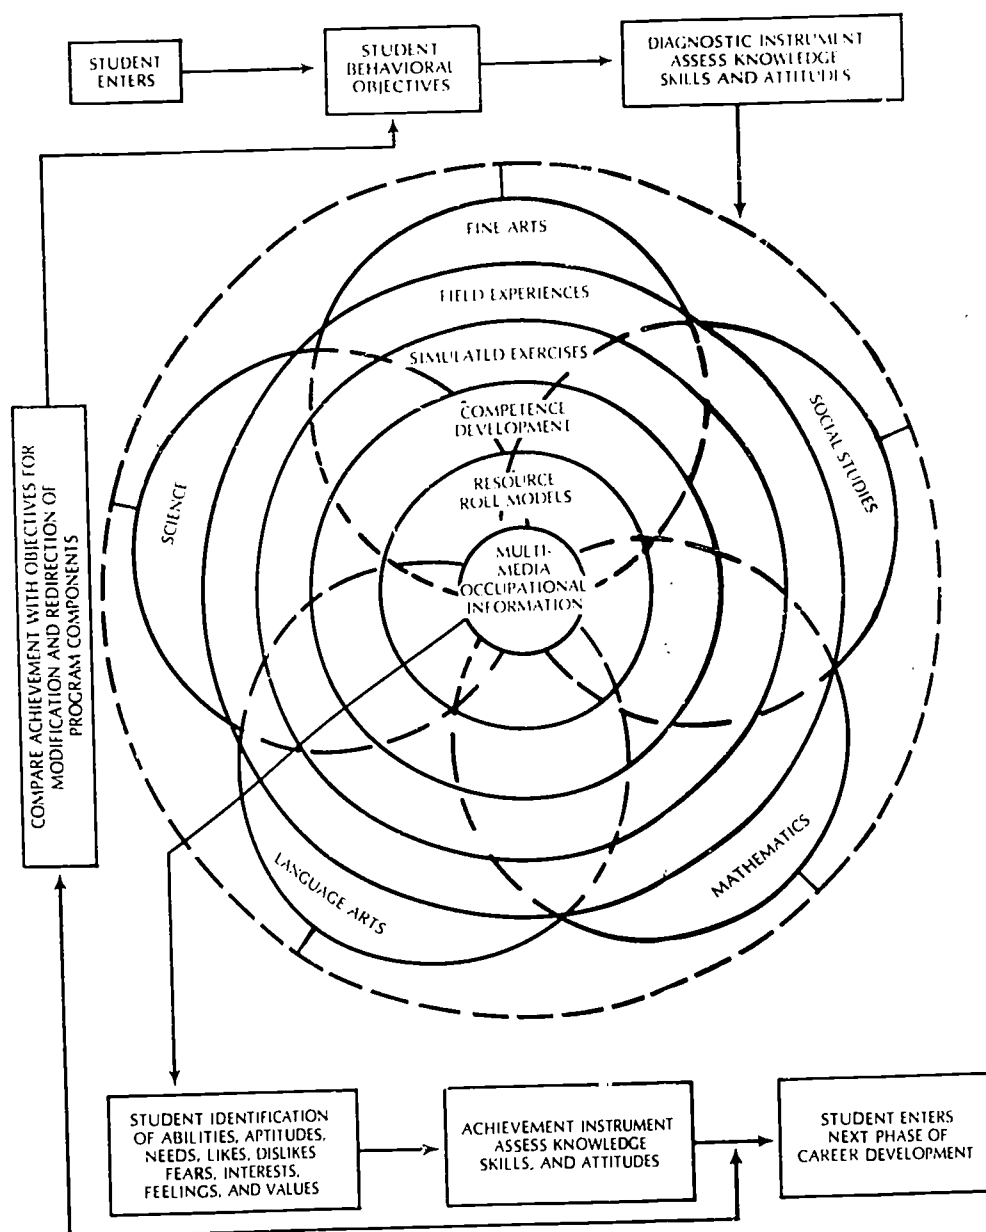 STUDENT
ENTERS
STUDENT
BEHAVIORAL
OBJECTIVES
DIAGNOSTIC INSTRUMENT
ASSESS KNOWLEDGE
SKILLS AND ATTITUDES
FINE ARTS
FIELD EXPERIENCES
SIMULATED EXERCISES
COMPETENCE
DEVELOPMENT
RESOURCE
ROLL MODELS
MULTI-
MEDIA
OCCUPATIONAL
INFORMATION
SCIENCE
SOCIAL STUDIES
LANGUAGE ARTS
MATHEMATICS
COMPARE ACHIEVEMENT WITH OBJECTIVES FOR
MODIFICATION AND REDIRECTION OF
PROGRAM COMPONENTS
STUDENT IDENTIFICATION
OF ABILITIES, APTITUDES,
NEEDS, LIKES, DISLIKES
FEARS, INTERESTS,
FEELINGS, AND VALUES
ACHIEVEMENT INSTRUMENT
ASSESS KNOWLEDGE
SKILLS, AND ATTITUDES
STUDENT ENTERS
NEXT PHASE OF
CAREER DEVELOPMENT